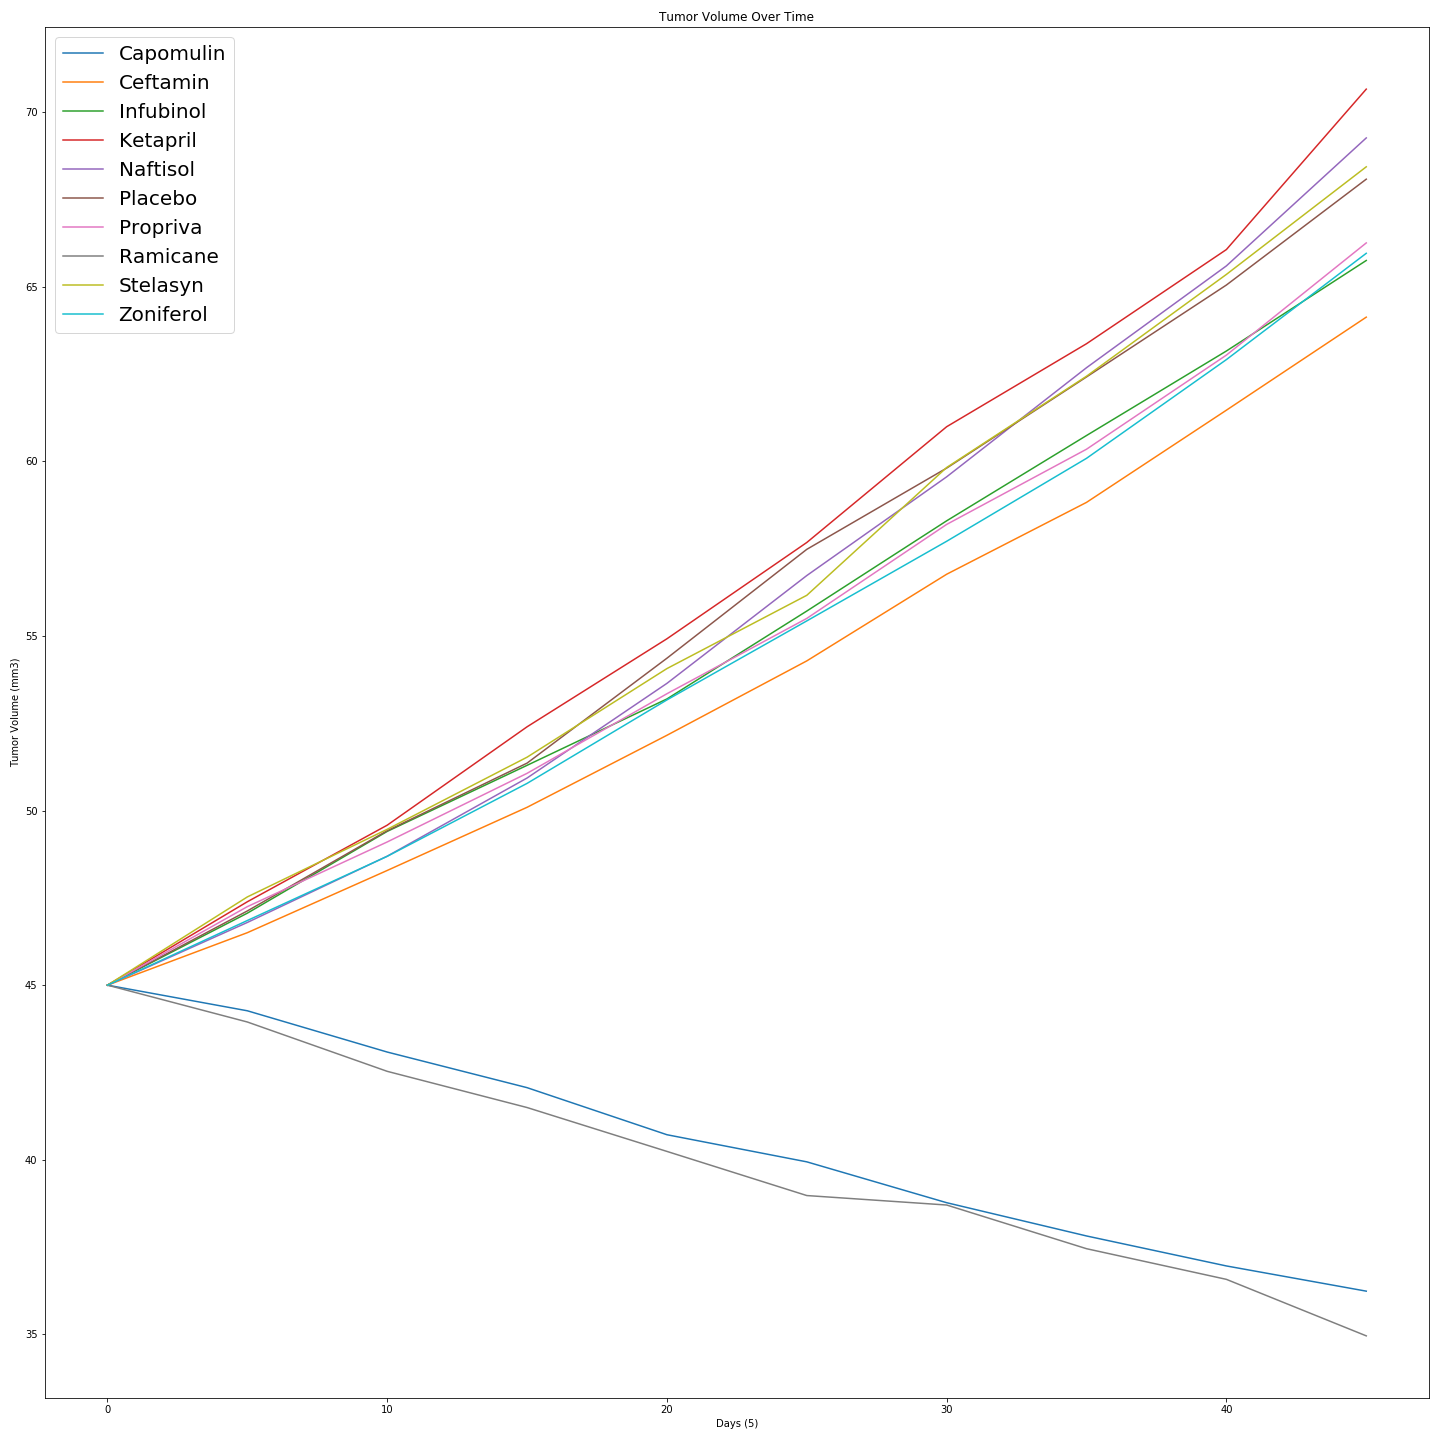 Tumor Volume Over Time
Capomulin
Ceftamin
Infubinol
Ketapril
Naftisol
Placebo
Propriva
Ramicane
Stelasyn
Zoniferol
70
65
60
55
50
45
40
35
Tumor Volume (mm3)
0 10 20 30 40
Days (5)